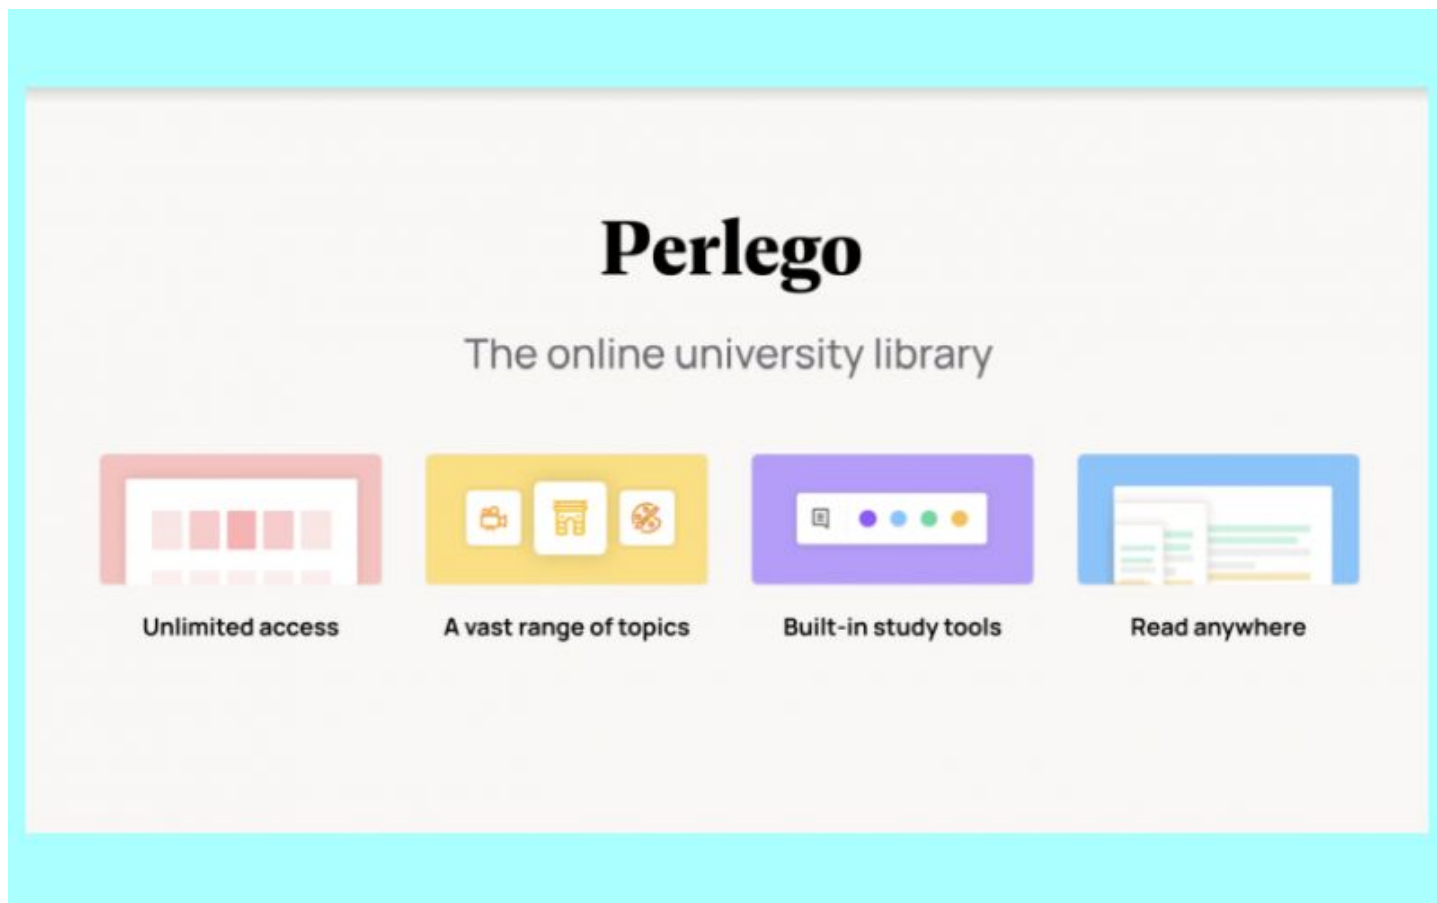 Perlego
The online university library
Unlimited access
A vast range of topics
Built-in study tools
Read anywhere